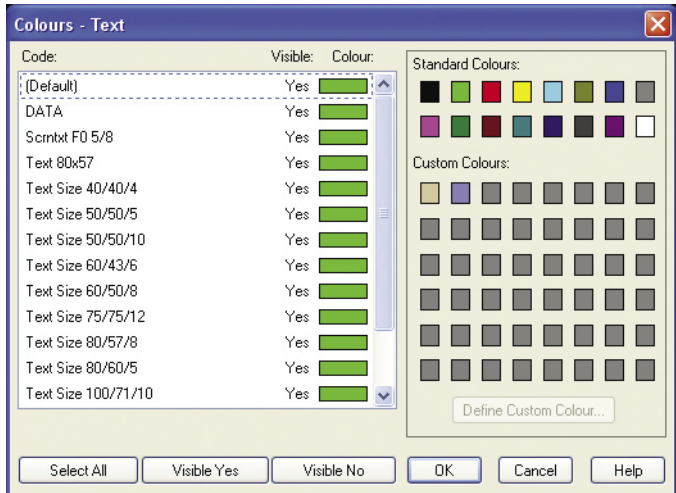 Colours - Text
Code: Visible: Colour:
(Default) Yes
DATA Yes
Scrntxt F0 5/8 Yes
Text 80x57 Yes
Text Size 40/40/4 Yes
Text Size 50/50/5 Yes
Text Size 50/50/10 Yes
Text Size 60/43/6 Yes
Text Size 60/50/8 Yes
Text Size 75/75/12 Yes
Text Size 80/57/8 Yes
Text Size 80/60/5 Yes
Text Size 100/71/10 Yes
Standard Colours:
Custom Colours:
Define Custom Colour...
Select All Visible Yes Visible No OK Cancel Help